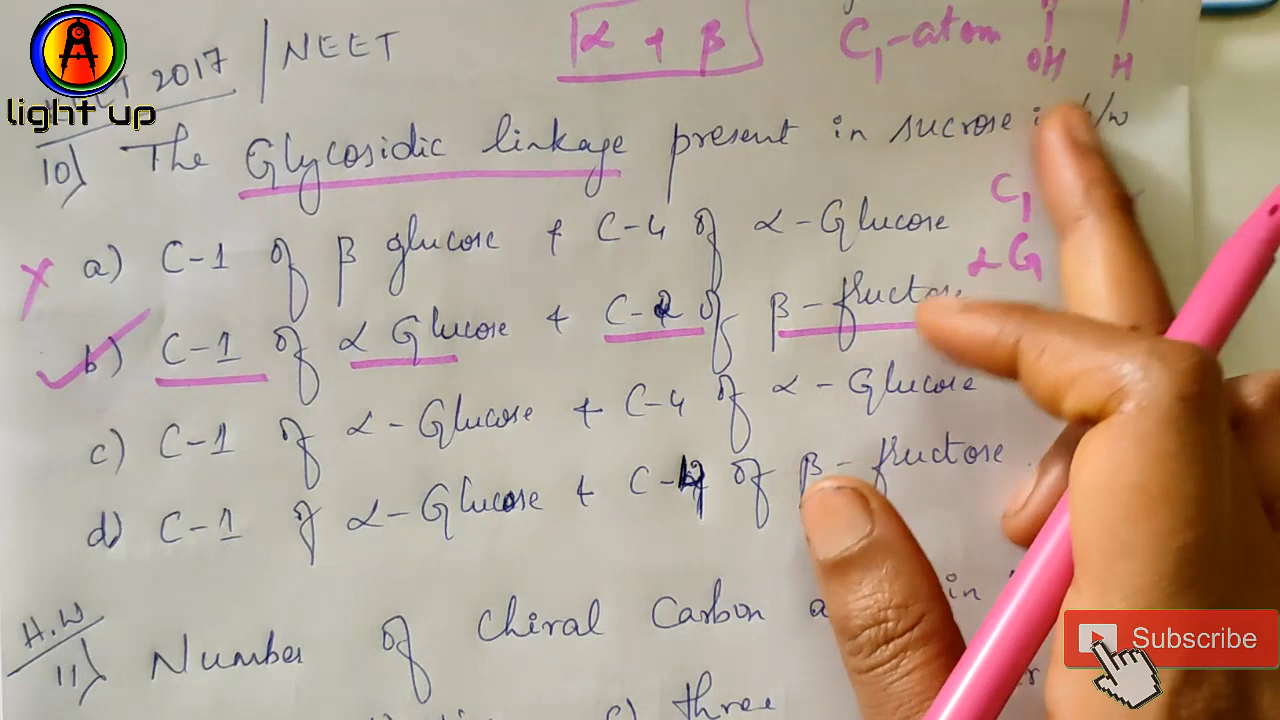 α + β
C1-atom
OH H
2017 / NEET
light up
10) The Glycosidic linkage present in sucrose b/w
C1
a) C-1 of β glucose + C-4 of α-Glucose
αG
b) C-1 of α Glucose + C-2 of β-fructose
c) C-1 of α-Glucose + C-4 of α-Glucose
d) C-1 of α-Glucose + C-4 of β-fructose
H.W
11) Number of chiral Carbon in
c) three
Subscribe